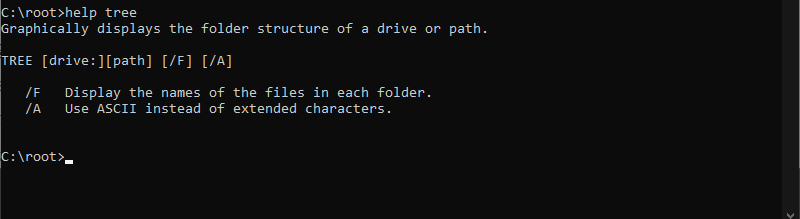 C:\root>help tree
Graphically displays the folder structure of a drive or path.
TREE [drive:][path] [/F] [/A]
/F   Display the names of the files in each folder.
/A   Use ASCII instead of extended characters.
C:\root>